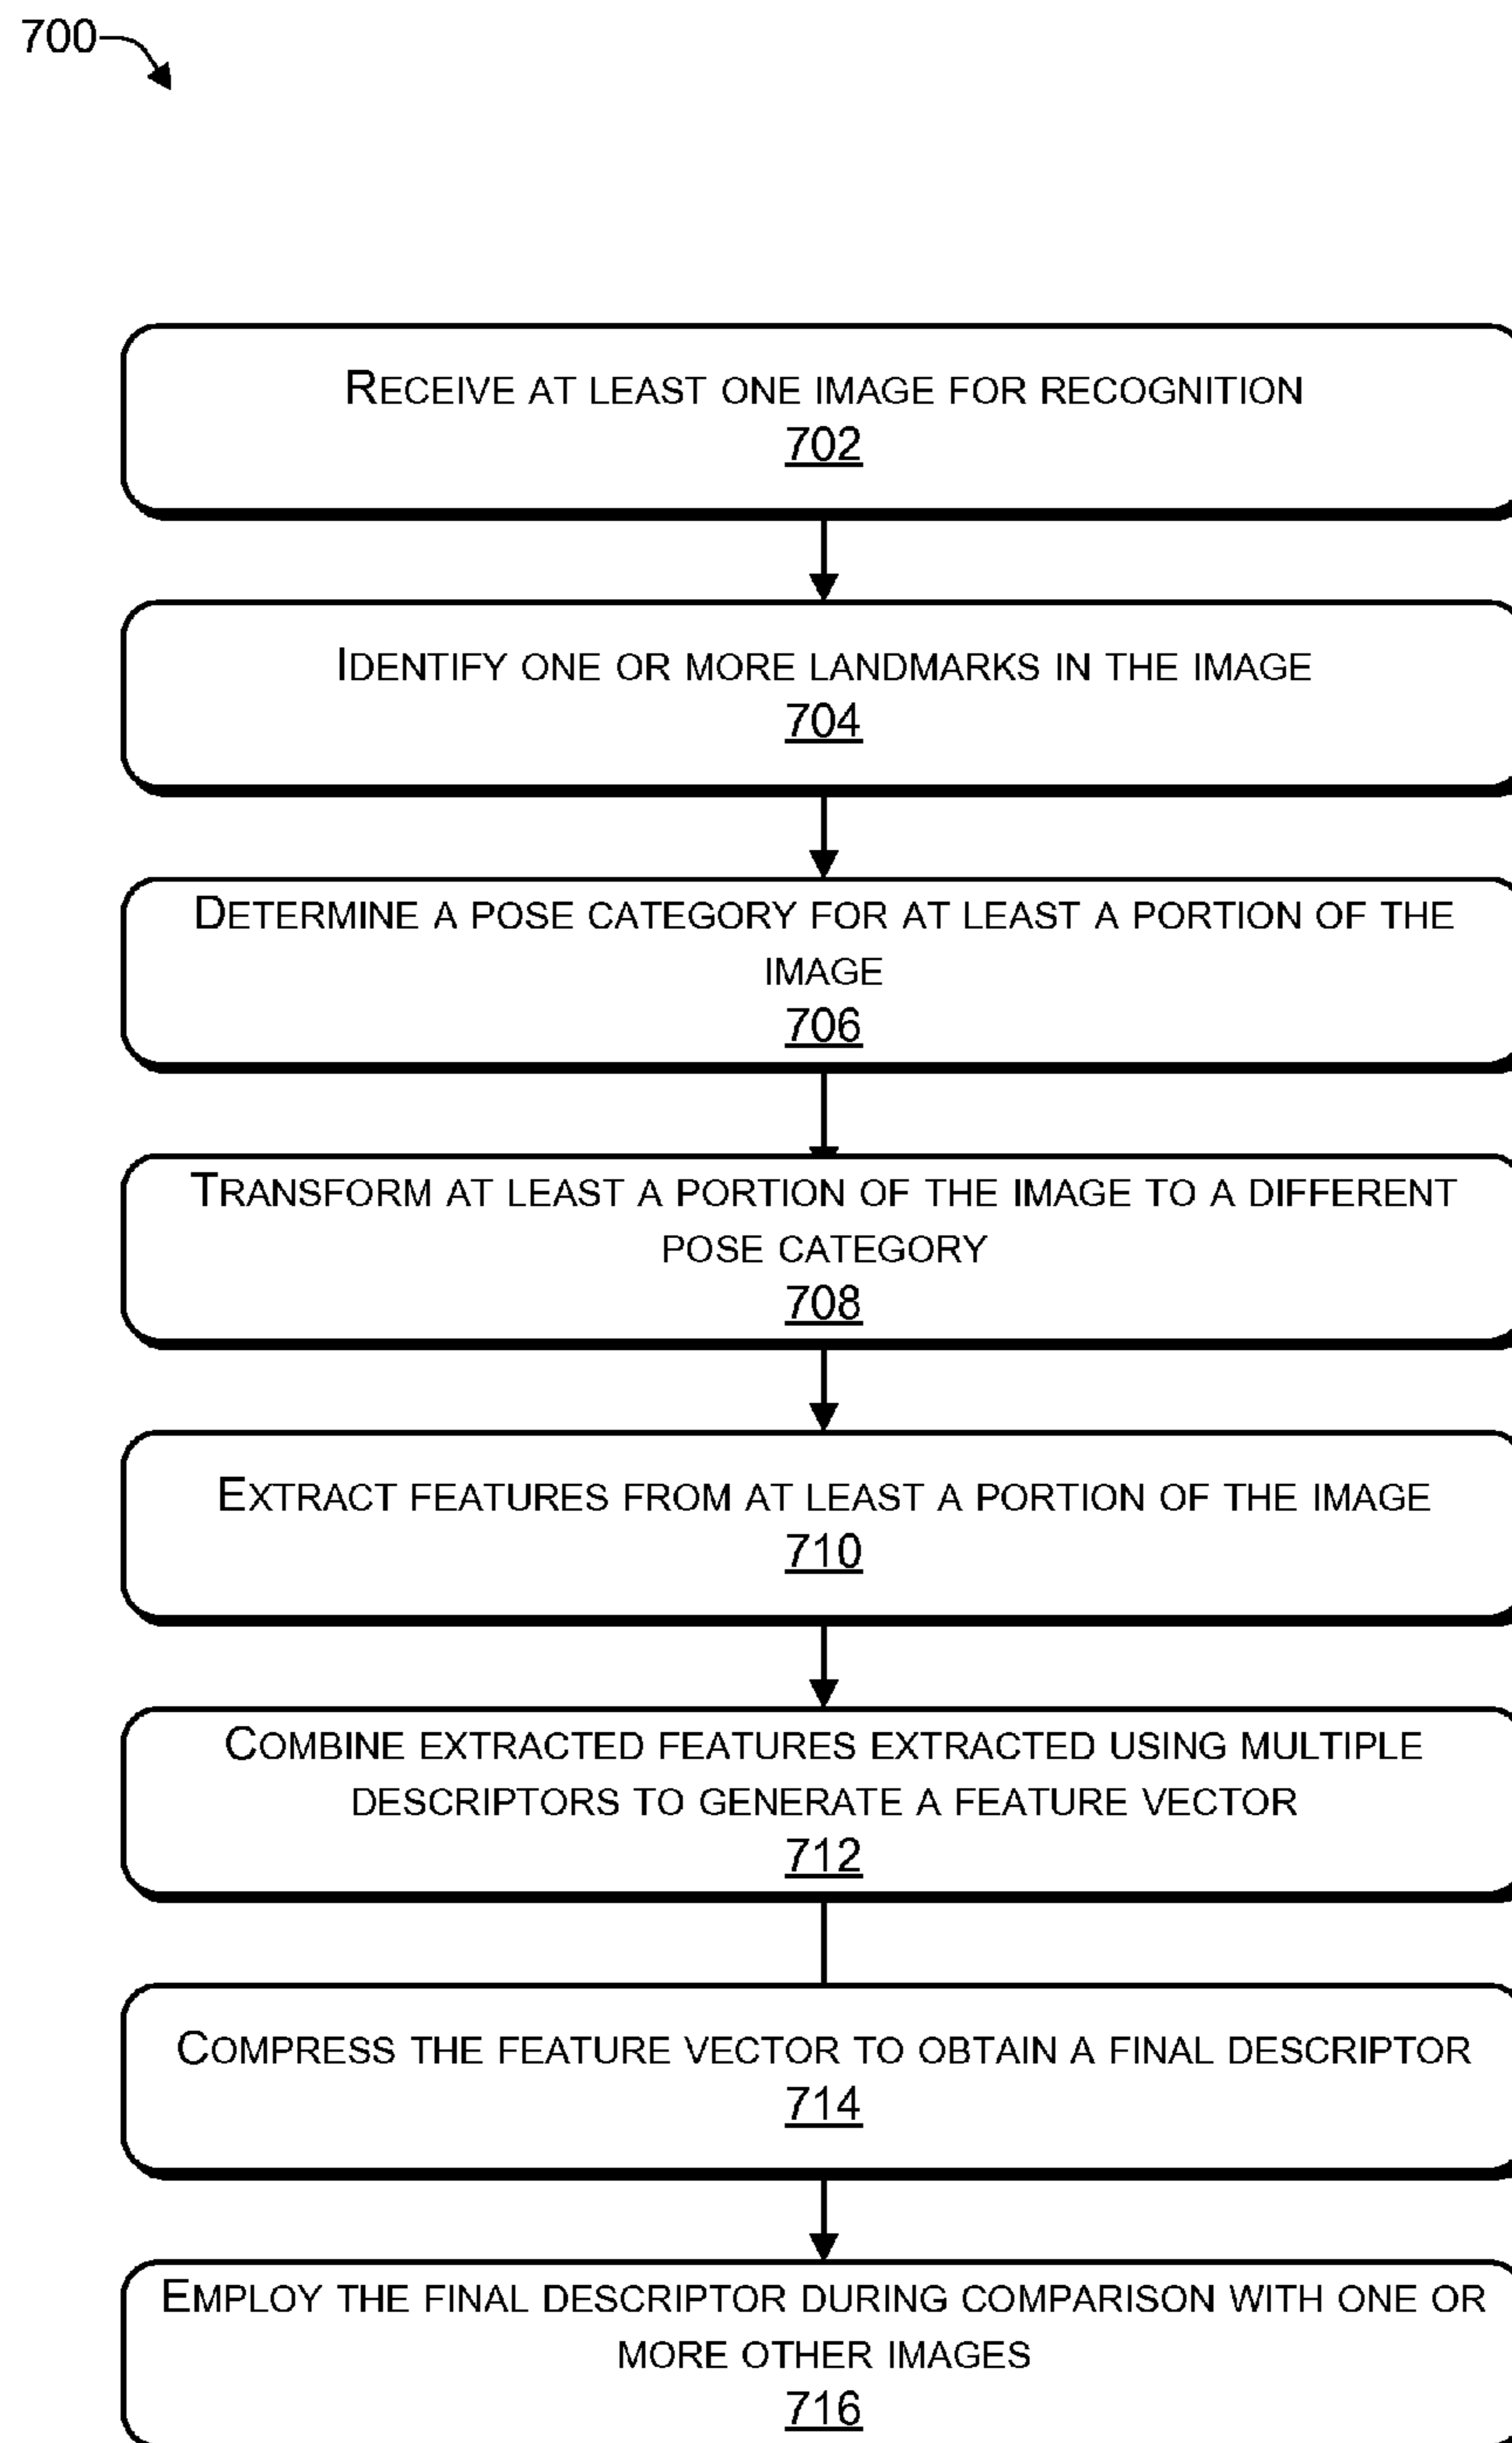 700
RECEIVE AT LEAST ONE IMAGE FOR RECOGNITION
702
IDENTIFY ONE OR MORE LANDMARKS IN THE IMAGE
704
DETERMINE A POSE CATEGORY FOR AT LEAST A PORTION OF THE
IMAGE
706
TRANSFORM AT LEAST A PORTION OF THE IMAGE TO A DIFFERENT
POSE CATEGORY
708
EXTRACT FEATURES FROM AT LEAST A PORTION OF THE IMAGE
710
COMBINE EXTRACTED FEATURES EXTRACTED USING MULTIPLE
DESCRIPTORS TO GENERATE A FEATURE VECTOR
712
COMPRESS THE FEATURE VECTOR TO OBTAIN A FINAL DESCRIPTOR
714
EMPLOY THE FINAL DESCRIPTOR DURING COMPARISON WITH ONE OR
MORE OTHER IMAGES
716